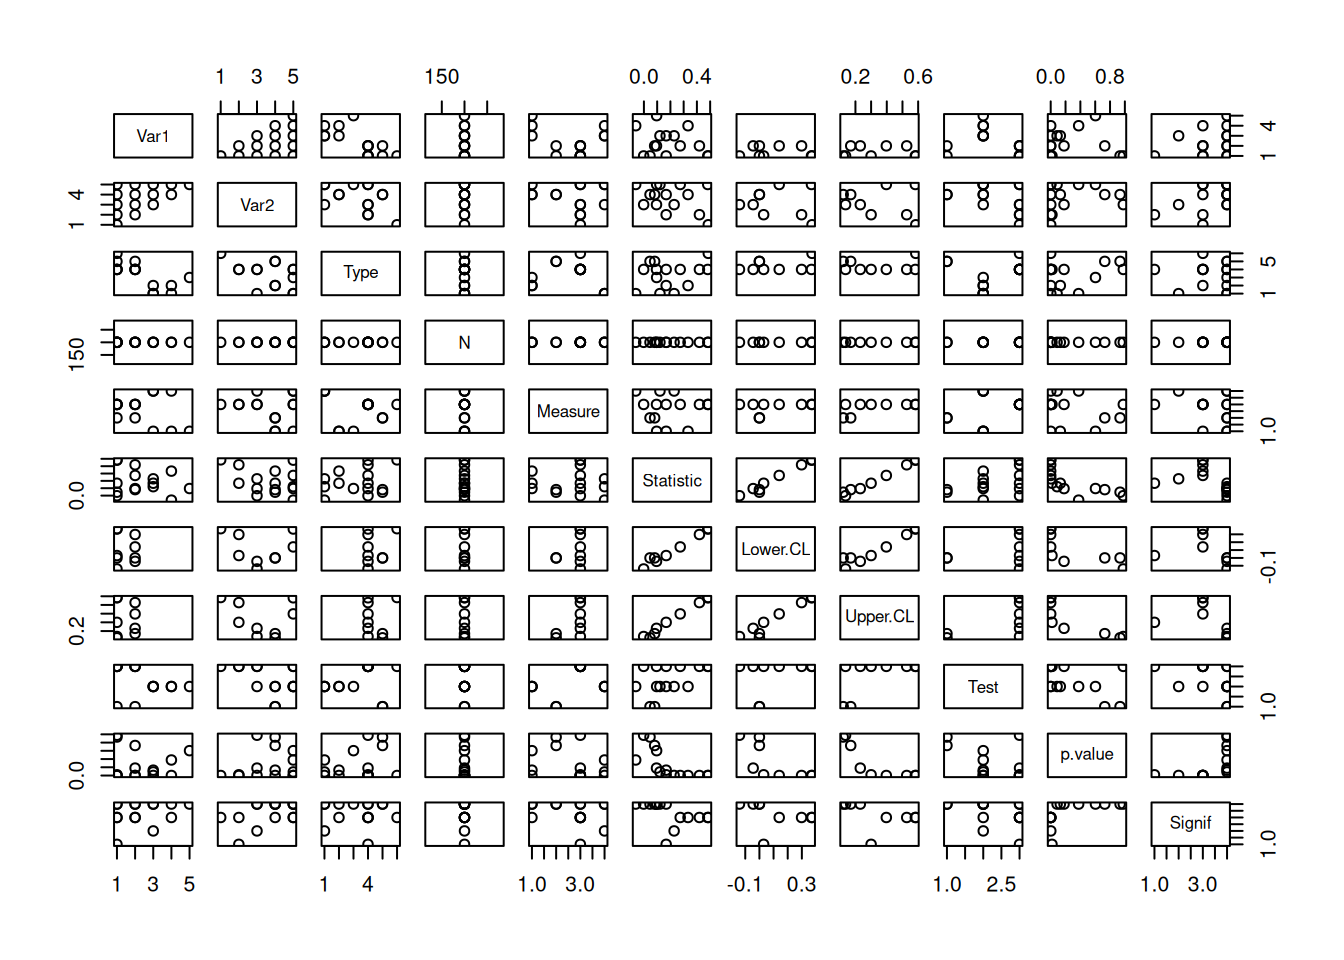 1 3 5 150 0.0 0.4 0.2 0.6 0.0 0.8
Var1 1 4
1 4 Var2
Type 1 5
150 N
Measure 1.0
0.0 Statistic
Lower.CL -0.1
0.2 Upper.CL
Test 1.0
0.0 p.value
Signif 1.0
1 3 5 1 4 1.0 3.0 -0.1 0.3 1.0 2.5 1.0 3.0